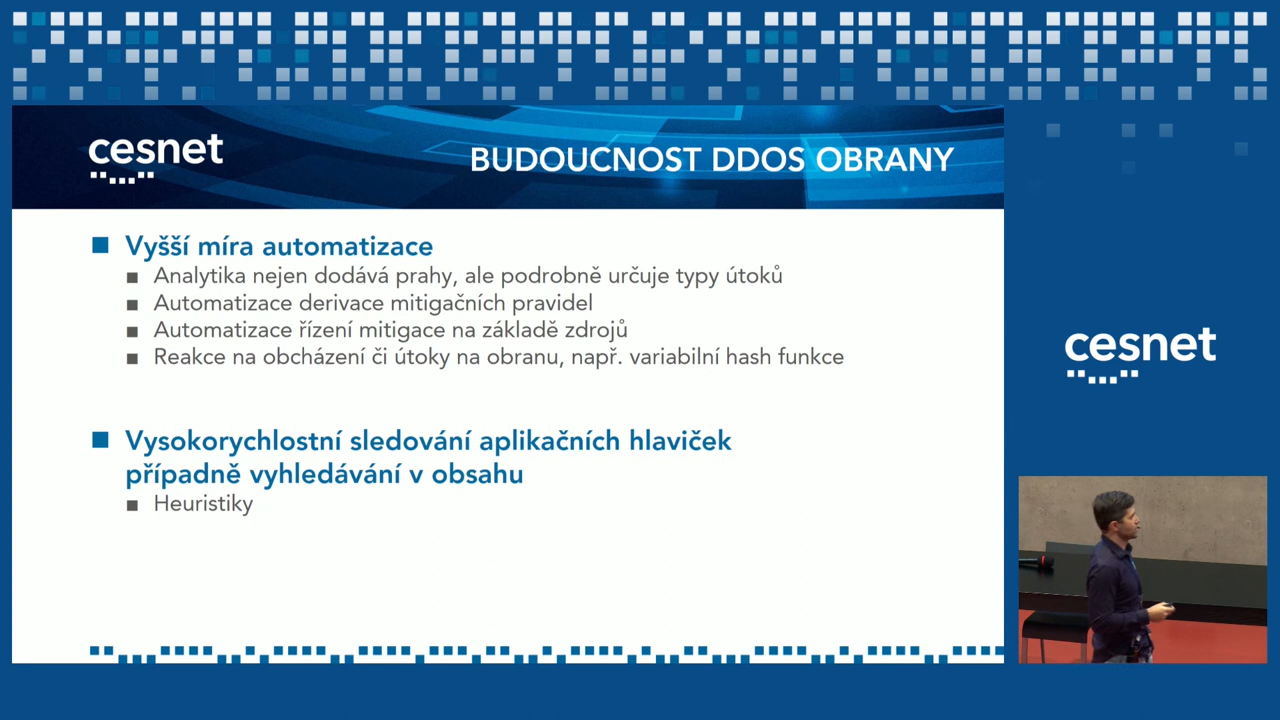 cesnet
BUDOUCNOST DDOS OBRANY
Vyšší míra automatizace
Analytika nejen dodává prahy, ale podrobně určuje typy útoků
Automatizace derivace mitigačních pravidel
Automatizace řízení mitigace na základě zdrojů
Reakce na obcházení či útoky na obranu, např. variabilní hash funkce
Vysokorychlostní sledování aplikačních hlaviček
případně vyhledávání v obsahu
Heuristiky
cesnet